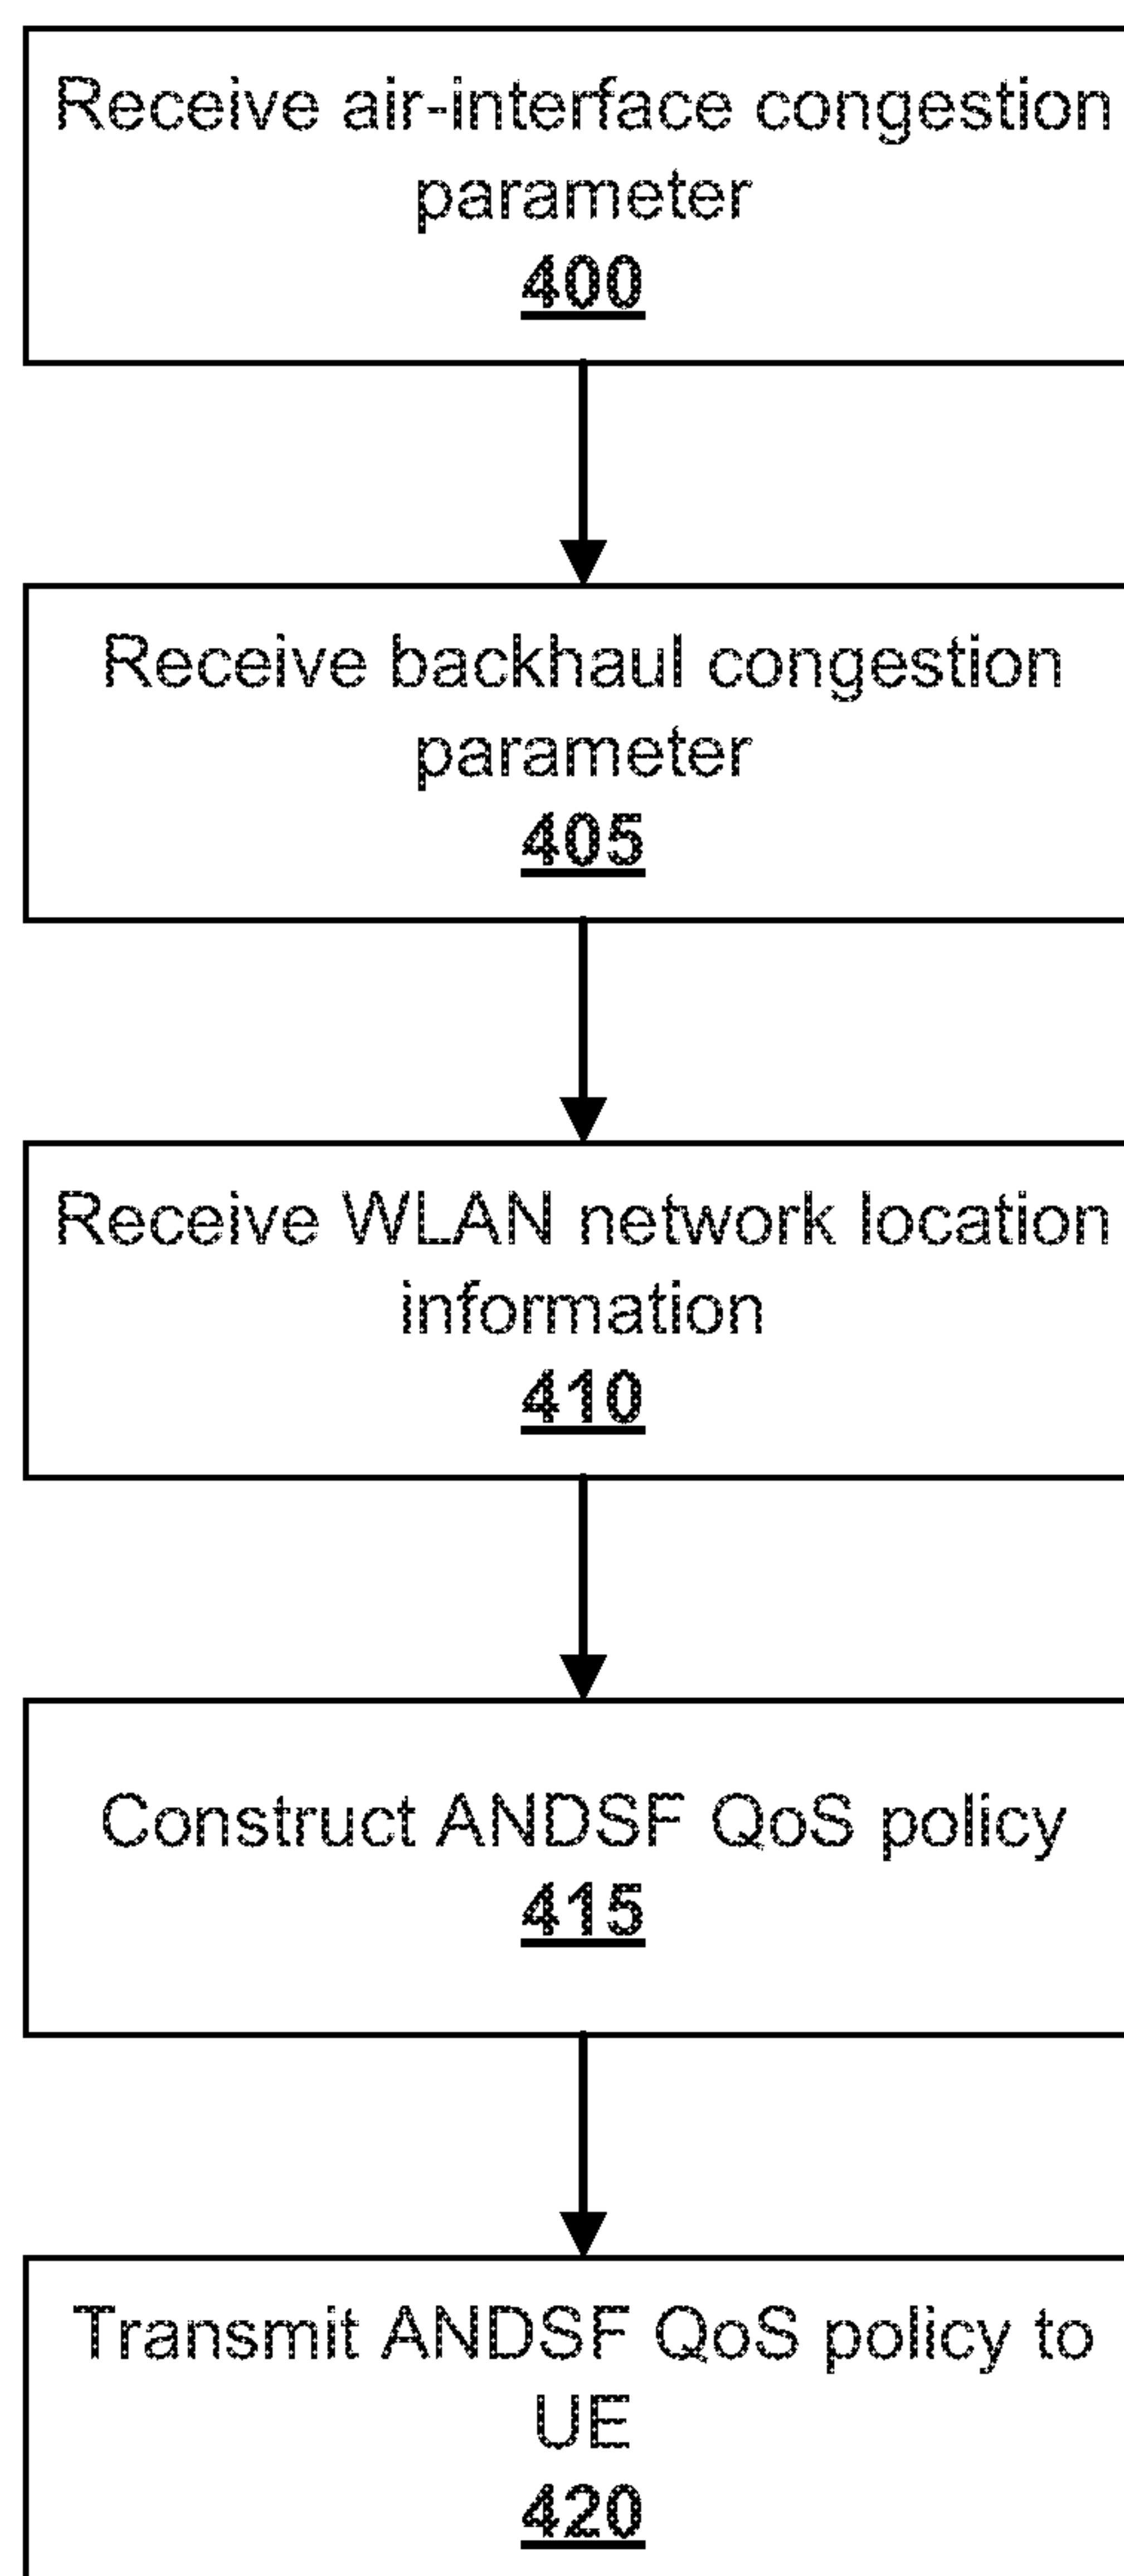 Receive air-interface congestion
parameter
400
Receive backhaul congestion
parameter
405
Receive WLAN network location
information
410
Construct ANDSF QoS policy
415
Transmit ANDSF QoS policy to
UE
420